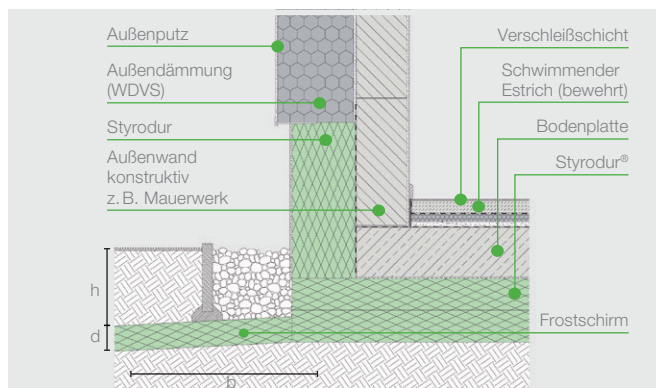 Außenputz
Außendämmung
(WDVS)
Styrodur
Außenwand
konstruktiv
z. B. Mauerwerk
Verschleißschicht
Schwimmender
Estrich (bewehrt)
Bodenplatte
Styrodur®
Frostschirm
h
d
b